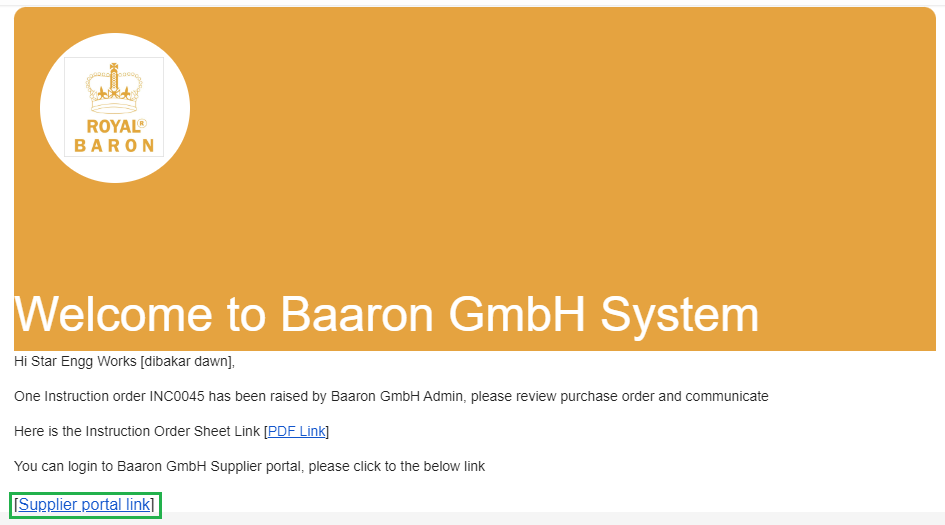 ROYAL®
BARON
Welcome to Baaron GmbH System
Hi Star Engg Works [dibakar dawn],
One Instruction order INC0045 has been raised by Baaron GmbH Admin, please review purchase order and communicate
Here is the Instruction Order Sheet Link [PDF Link]
You can login to Baaron GmbH Supplier portal, please click to the below link
[Supplier portal link]